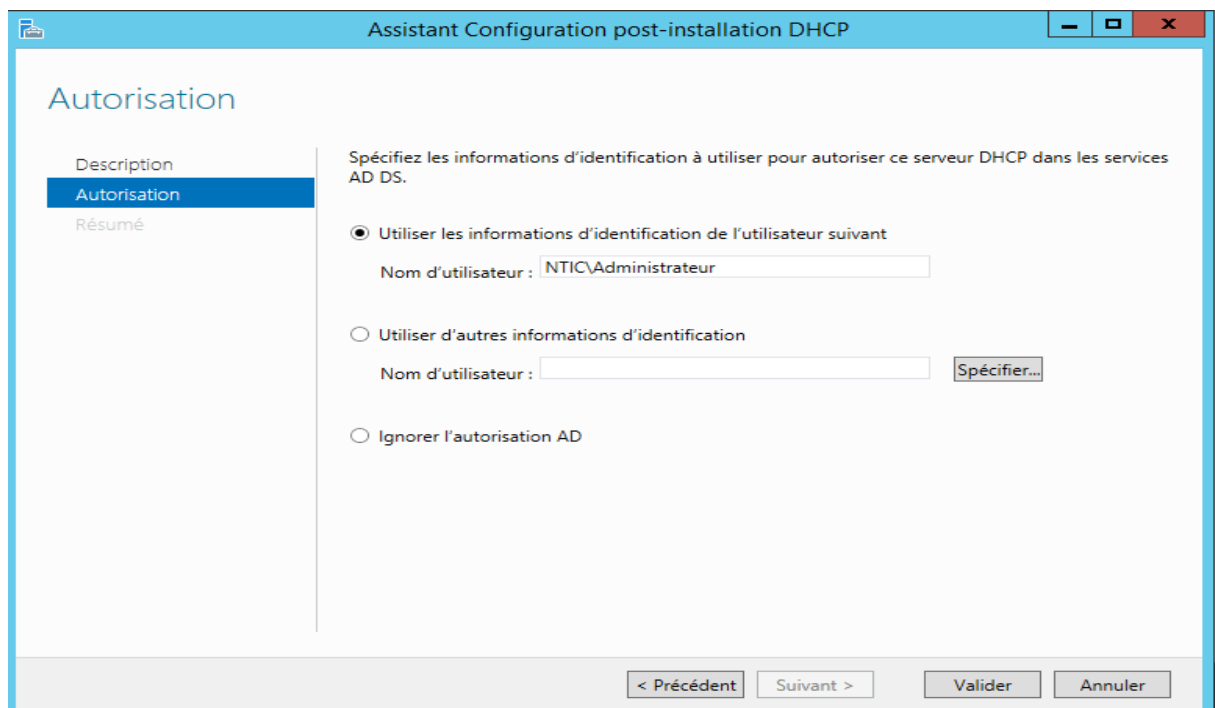 Assistant Configuration post-installation DHCP
Autorisation
Description
Autorisation
Résumé
Spécifiez les informations d'identification à utiliser pour autoriser ce serveur DHCP dans les services
AD DS.
Utiliser les informations d'identification de l'utilisateur suivant
Nom d'utilisateur : NTIC\Administrateur
Utiliser d'autres informations d'identification
Nom d'utilisateur :
Spécifier...
Ignorer l'autorisation AD
< Précédent
Suivant >
Valider
Annuler